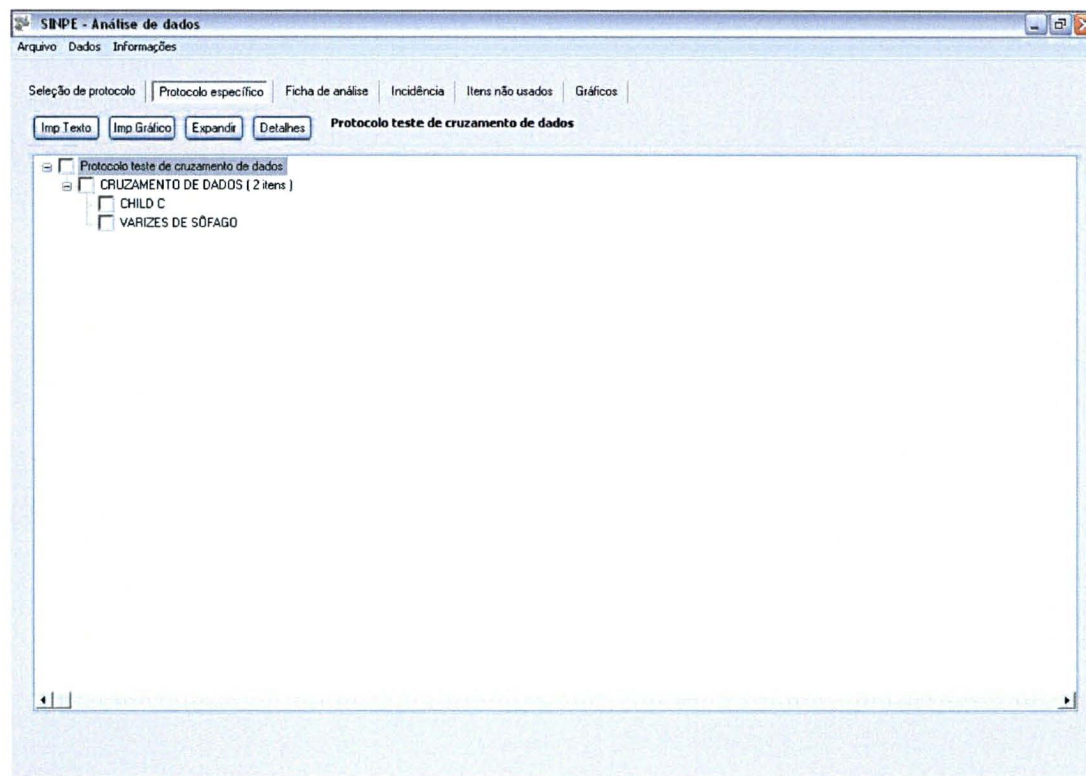 SINPE - Análise de dados
Arquivo Dados Informações
Seleção de protocolo Protocolo específico Ficha de análise Incidência Itens não usados Gráficos
Imp Texto Imp Gráfico Expandir Detalhes Protocolo teste de cruzamento de dados
Protocolo teste de cruzamento de dados
CRUZAMENTO DE DADOS ( 2 itens )
CHILD C
VARIZES DE SÔFAGO